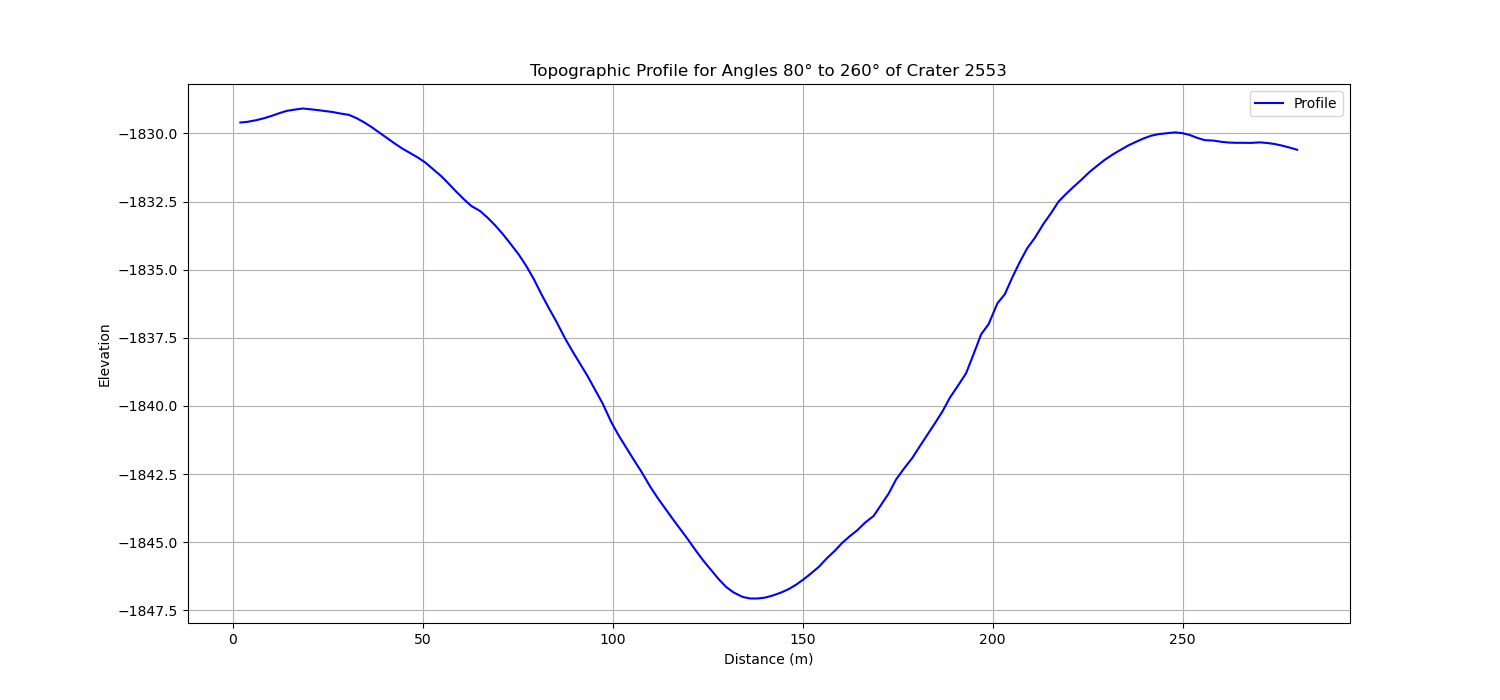 Topographic Profile for Angles 80° to 260° of Crater 2553
Profile
−1830.0
−1832.5
−1835.0
−1837.5
−1840.0
−1842.5
−1845.0
−1847.5
Elevation
0 50 100 150 200 250
Distance (m)